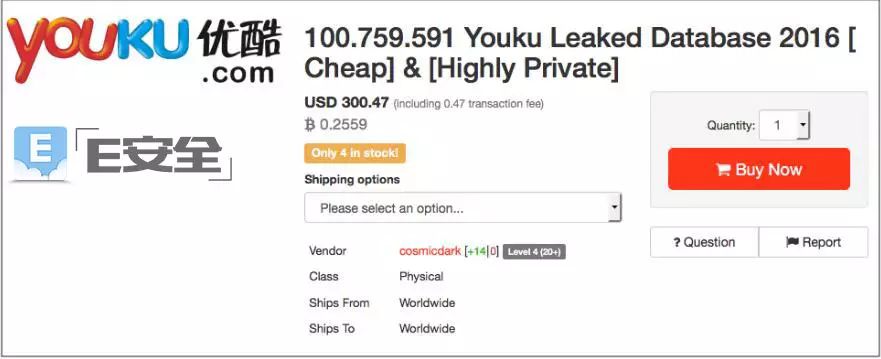 YOUKU 优酷
.com
E E安全
100.759.591 Youku Leaked Database 2016 [
Cheap] & [Highly Private]
USD 300.47 (including 0.47 transaction fee)
฿ 0.2559
Only 4 in stock!
Shipping options
Please select an option...
Vendor cosmicdark [+14|0] Level 4 (20+)
Class Physical
Ships From Worldwide
Ships To Worldwide
Quantity: 1
Buy Now
? Question Report